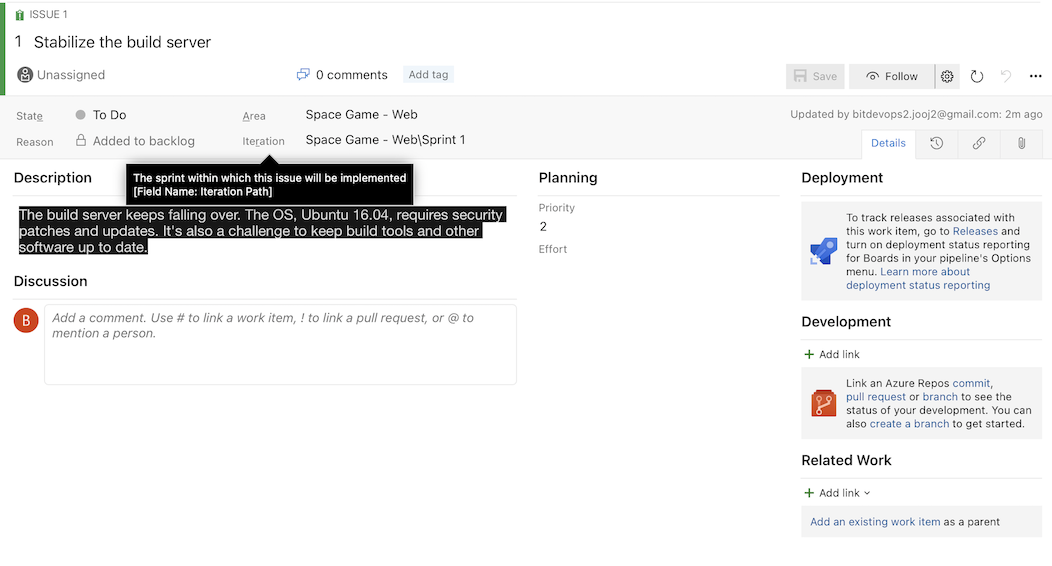 ISSUE 1
1 Stabilize the build server
Unassigned
0 comments
Add tag
Save
Follow
State
To Do
Area
Space Game - Web
Updated by bitdevops2.jooj2@gmail.com: 2m ago
Reason
Added to backlog
Iteration
Space Game - Web\Sprint 1
Details
The sprint within which this issue will be implemented
[Field Name: Iteration Path]
Description
The build server keeps falling over. The OS, Ubuntu 16.04, requires security
patches and updates. It's also a challenge to keep build tools and other
software up to date.
Discussion
B
Add a comment. Use # to link a work item, ! to link a pull request, or @ to
mention a person.
Planning
Priority
2
Effort
Deployment
To track releases associated with
this work item, go to Releases and
turn on deployment status reporting
for Boards in your pipeline's Options
menu. Learn more about
deployment status reporting
Development
Add link
Link an Azure Repos commit,
pull request or branch to see the
status of your development. You can
also create a branch to get started.
Related Work
Add link
Add an existing work item as a parent